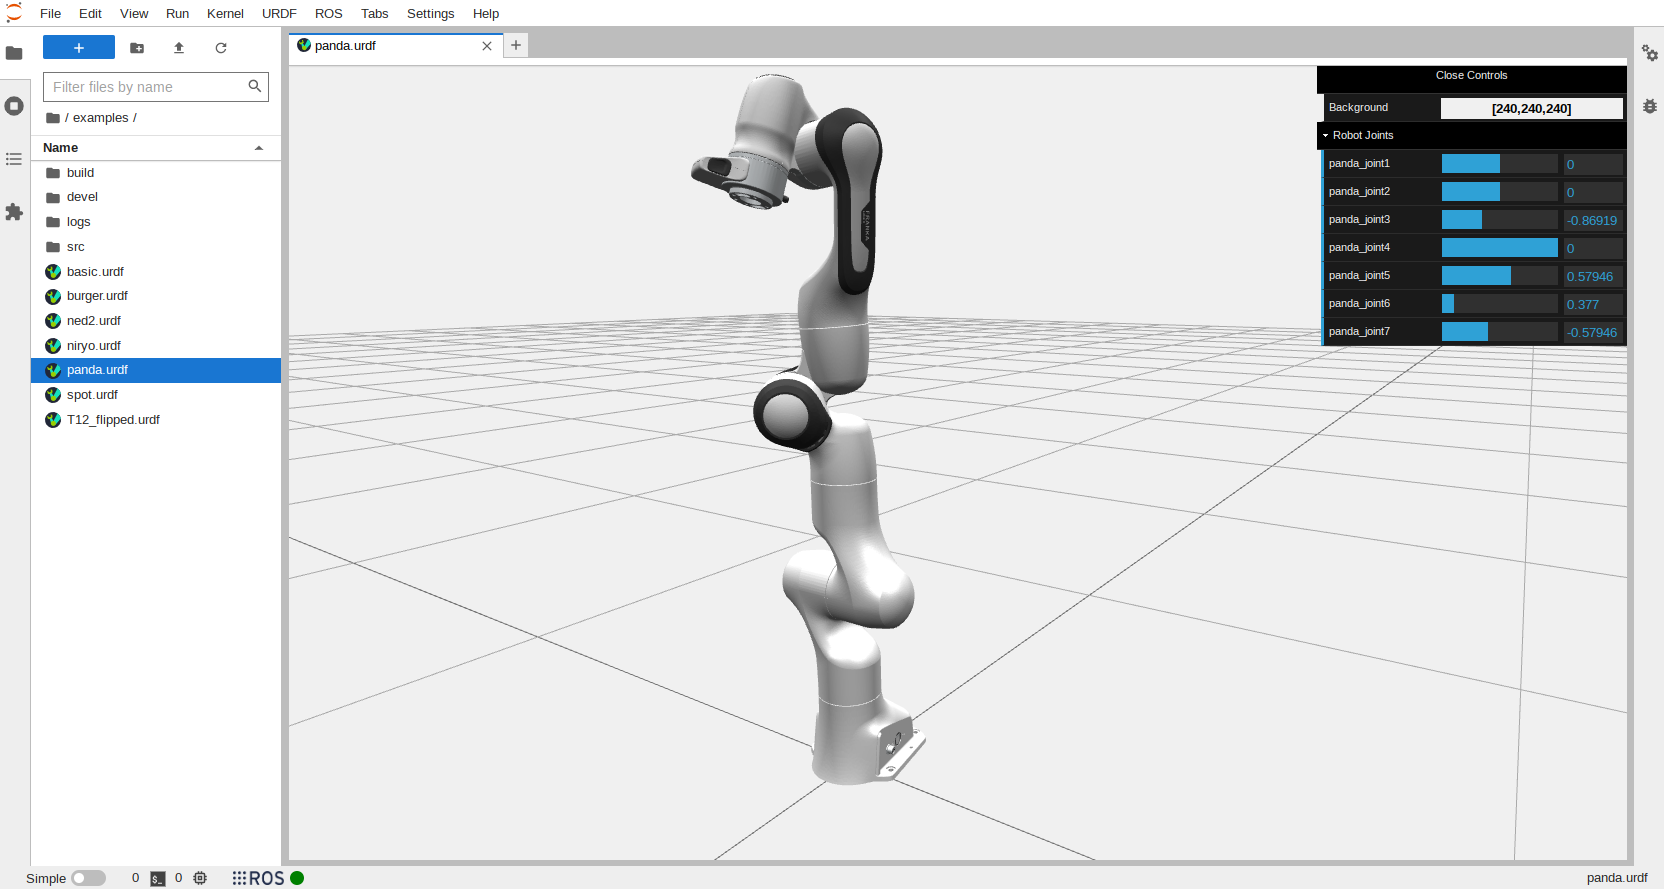 File Edit View Run Kernel URDF ROS Tabs Settings Help
panda.urdf
Filter files by name
/ examples /
Name
build
devel
logs
src
basic.urdf
burger.urdf
ned2.urdf
niryo.urdf
panda.urdf
spot.urdf
T12_flipped.urdf
Close Controls
Background [240,240,240]
Robot Joints
panda_joint1 0
panda_joint2 0
panda_joint3 -0.86919
panda_joint4 0
panda_joint5 0.57946
panda_joint6 0.377
panda_joint7 -0.57946
FRANKA
Simple 0 $_ 0 ROS panda.urdf